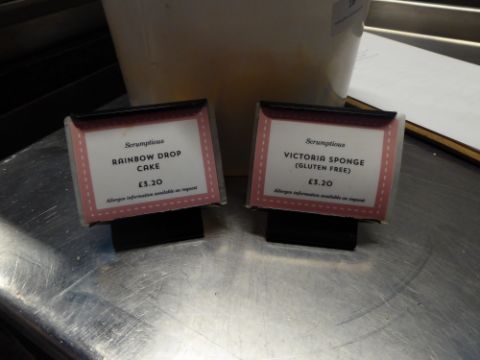 Scrumptious
RAINBOW DROP
CAKE
£3.20
Allergen information available on request
Scrumptious
VICTORIA SPONGE
(GLUTEN FREE)
£3.20
Allergen information available on request